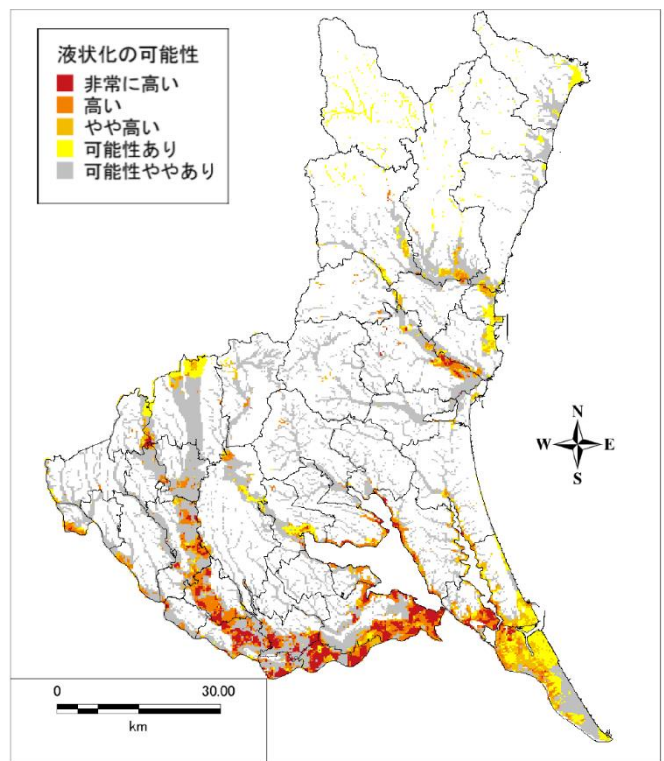 液状化の可能性
非常に高い
高い
やや高い
可能性あり
可能性ややあり
N
W E
S
0 30.00
km